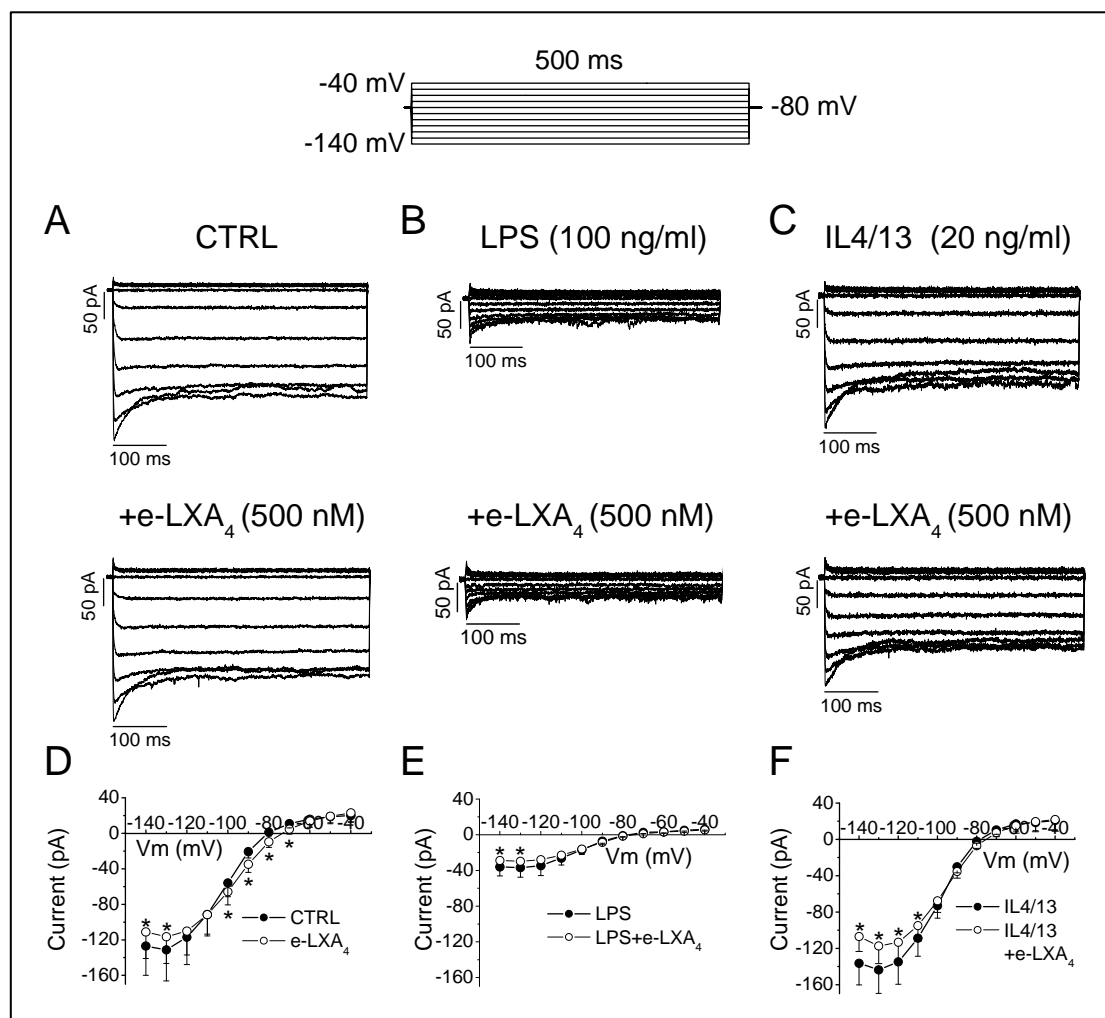 500 ms
-40 mV
-80 mV
-140 mV
A
B
C
CTRL
LPS (100 ng/ml)
IL4/13 (20 ng/ml)
50 pA
50 pA
50 pA
100 ms
100 ms
100 ms
+e-LXA4 (500 nM)
+e-LXA4 (500 nM)
+e-LXA4 (500 nM)
50 pA
50 pA
50 pA
100 ms
100 ms
100 ms
D
40
0
-40
-80
-120
-160
Current (pA)
-140 -120 -100 -80 -60 -40
Vm (mV)
* * * * * *
CTRL
e-LXA4
E
40
0
-40
-80
-120
-160
Current (pA)
-140 -120 -100 -80 -60 -40
Vm (mV)
* *
LPS
LPS+e-LXA4
F
40
0
-40
-80
-120
-160
Current (pA)
-140 -120 -100 -80 -60 -40
Vm (mV)
* * * *
IL4/13
IL4/13
+e-LXA4